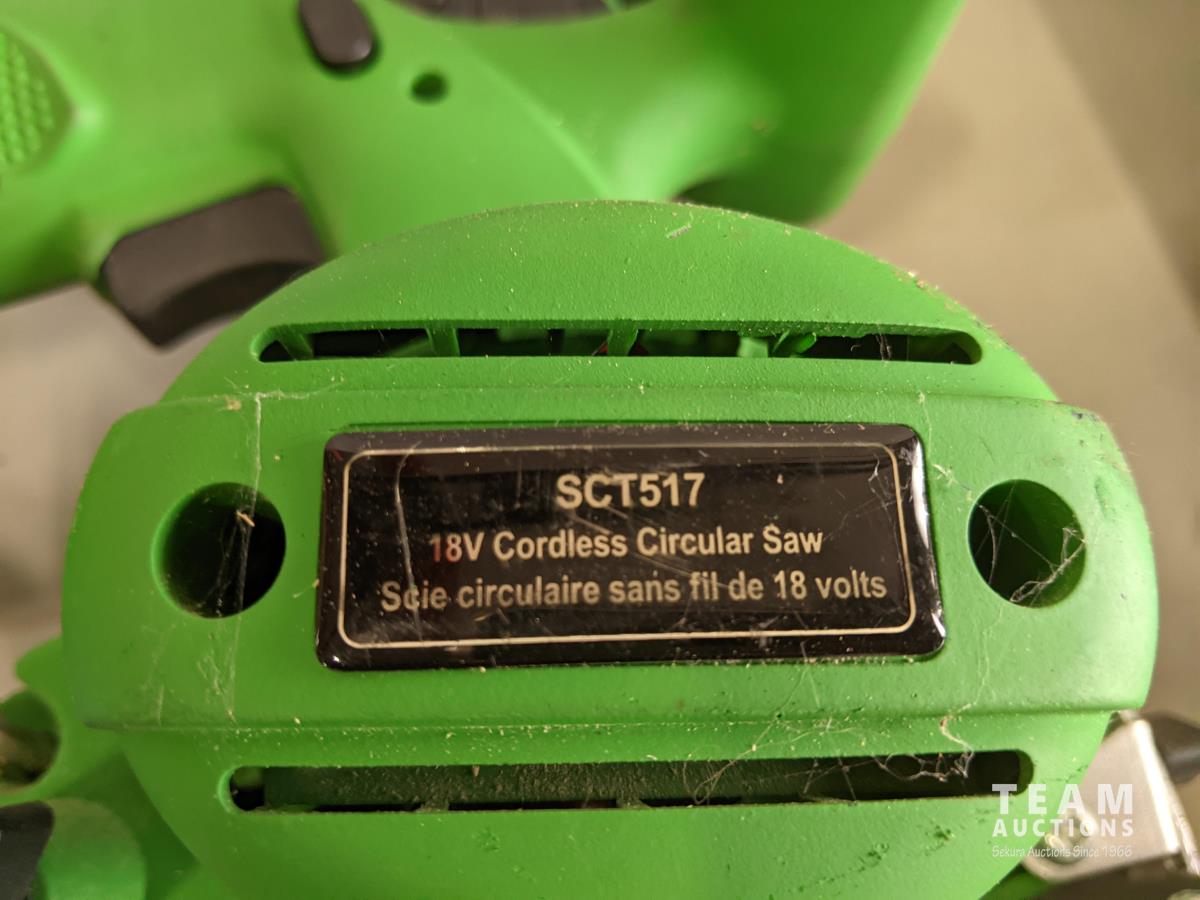 SCT517
18V Cordless Circular Saw
Scie circulaire sans fil de 18 volts
TEAM
AUCTIONS
Sekura Auctions Since 1966